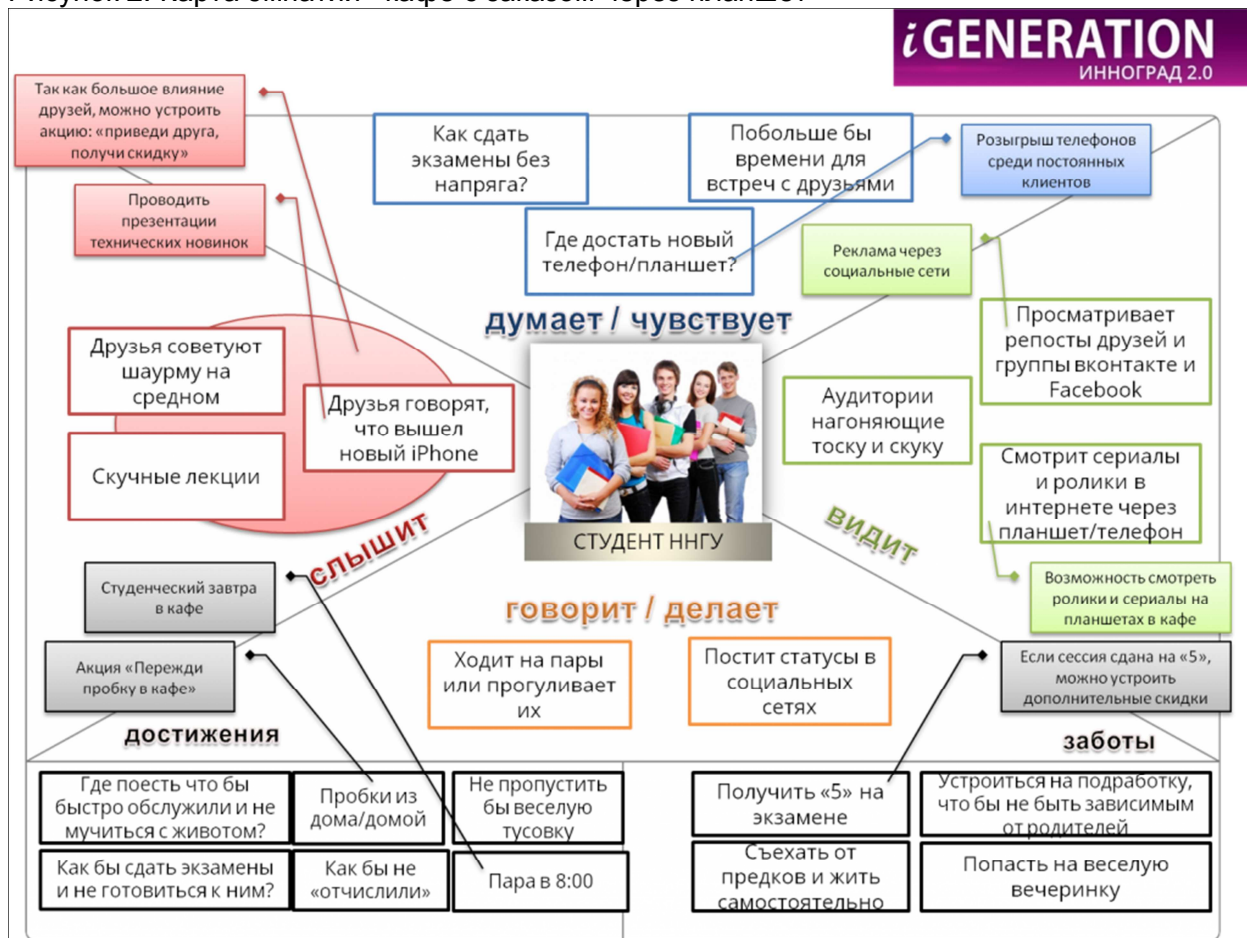 Рисунок 2. Карта эмпатии «кафе с заказом через планшет»
iGENERATION
ИННОГРАД 2.0
Так как большое влияние
друзей, можно устроить
акцию: «приведи друга,
получи скидку»
Проводить
презентации
технических новинок
Как сдать
экзамены без
напряга?
Побольше бы
времени для
встреч с друзьями
Розыгрыш телефонов
среди постоянных
клиентов
Где достать новый
телефон/планшет?
Реклама через
социальные сети
думает / чувствует
Просматривает
репосты друзей и
группы вконтакте и
Facebook
Друзья советуют
шаурму на
средном
Друзья говорят,
что вышел
новый iPhone
Скучные лекции
Аудитории
нагоняющие
тоску и скуку
Смотрит сериалы
и ролики в
интернете через
планшет/телефон
слышит
СТУДЕНТ ННГУ
видит
Студенческий завтра
в кафе
говорит / делает
Возможность смотреть
ролики и сериалы на
планшетах в кафе
Акция «Пережди
пробку в кафе»
Ходит на пары
или прогуливает
их
Постит статусы в
социальных
сетях
Если сессия сдана на «5»,
можно устроить
дополнительные скидки
достижения
заботы
Где поесть что бы
быстро обслужили и не
мучиться с животом?
Пробки из
дома/домой
Не пропустить
бы веселую
тусовку
Как бы сдать экзамены
и не готовиться к ним?
Как бы не
«отчислили»
Пара в 8:00
Получить «5» на
экзамене
Устроиться на подработку,
что бы не быть зависимым
от родителей
Съехать от
предков и жить
самостоятельно
Попасть на веселую
вечеринку